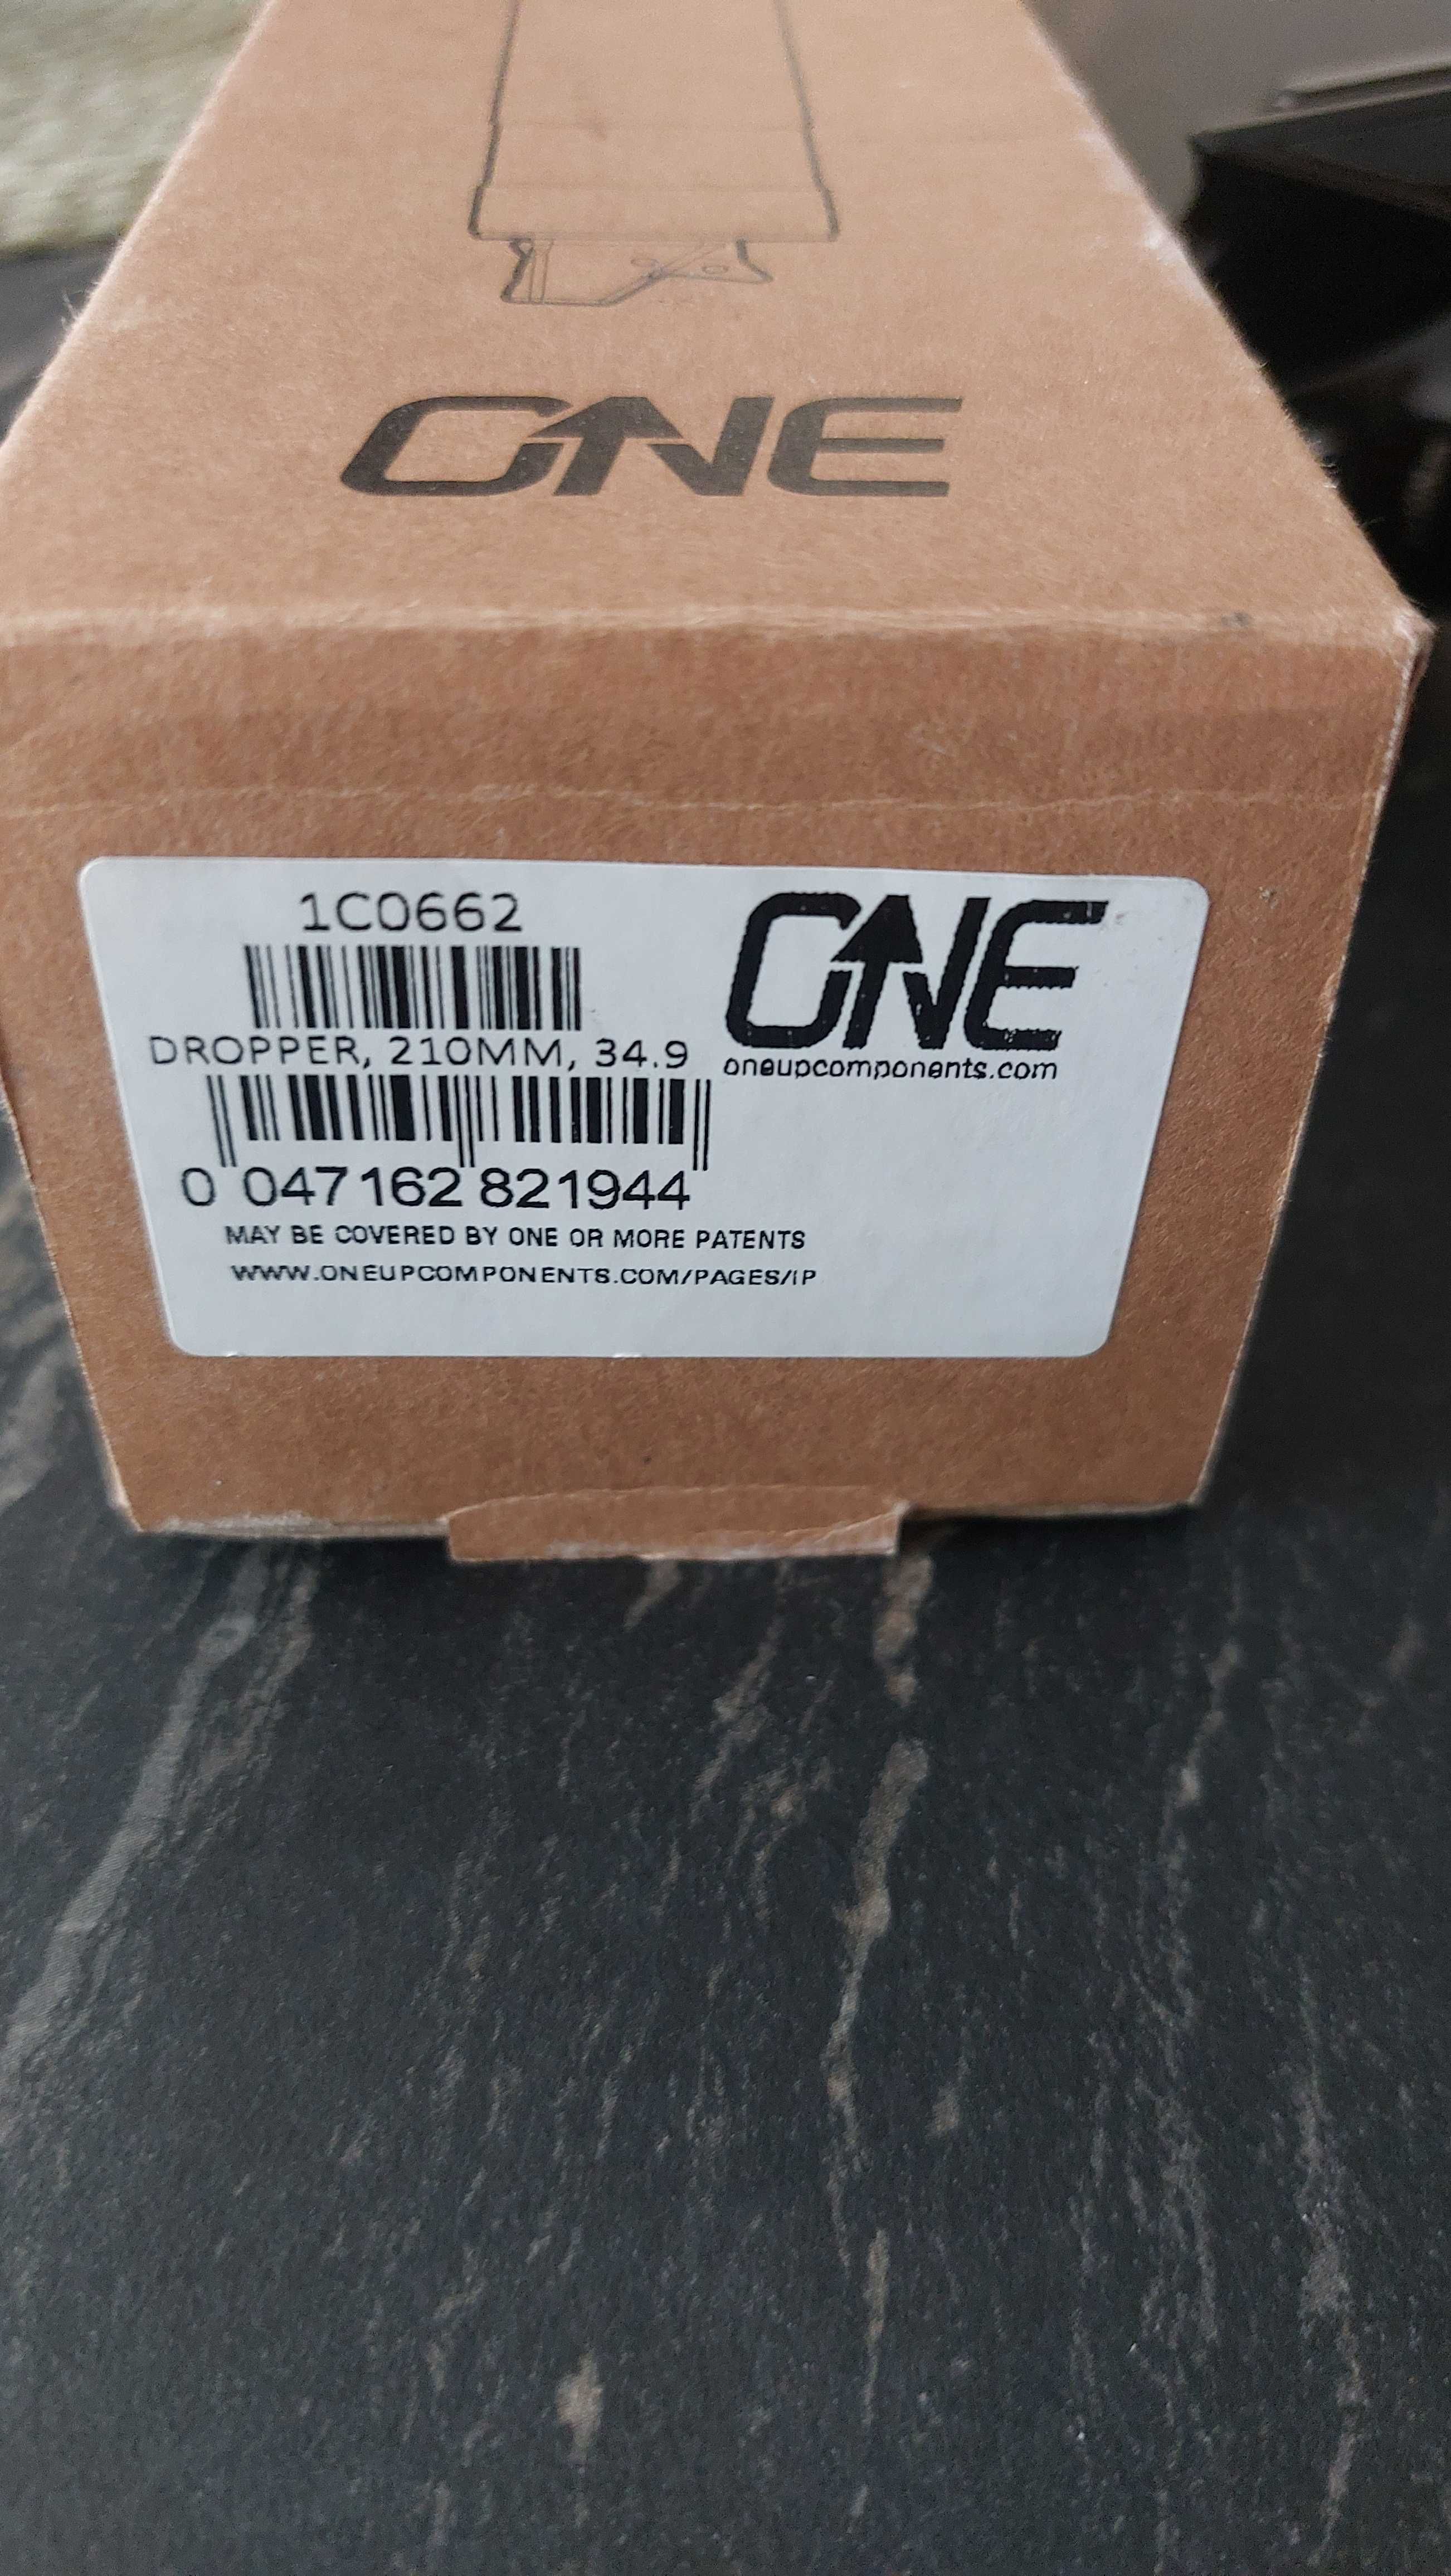 ONE
1C0662
ONE
DROPPER, 210MM, 34.9
oneupcomponents.com
0 047162 821944
MAY BE COVERED BY ONE OR MORE PATENTS
WWW.ONEUPCOMPONENTS.COM/PAGES/IP